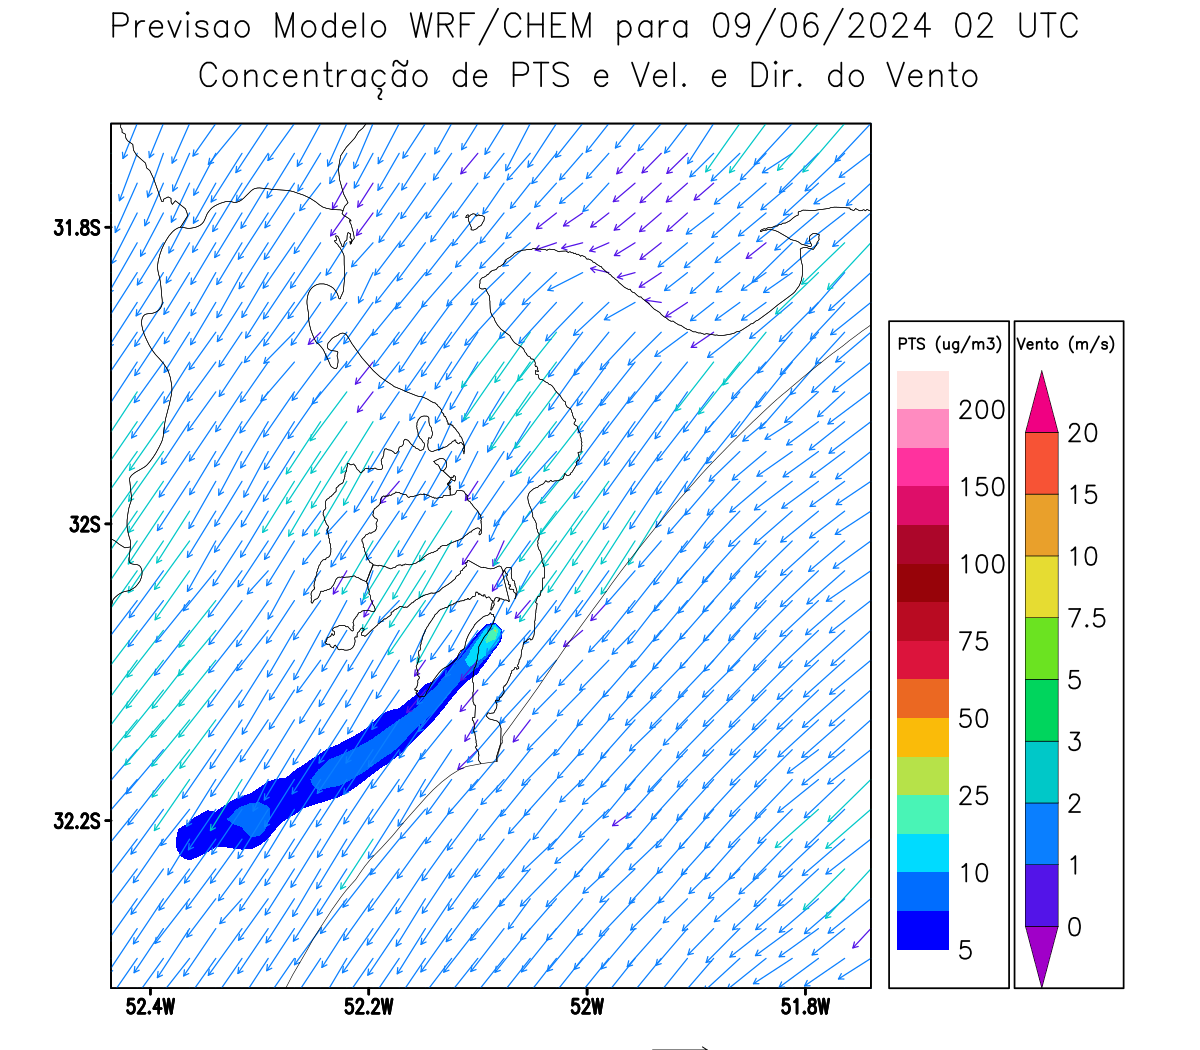 Previsao Modelo WRF/CHEM para 09/06/2024 02 UTC
Concentração de PTS e Vel. e Dir. do Vento
31.8S
32S
32.2S
52.4W 52.2W 52W 51.8W
PTS (ug/m3)
200
150
100
75
50
25
10
5
Vento (m/s)
20
15
10
7.5
5
3
2
1
0